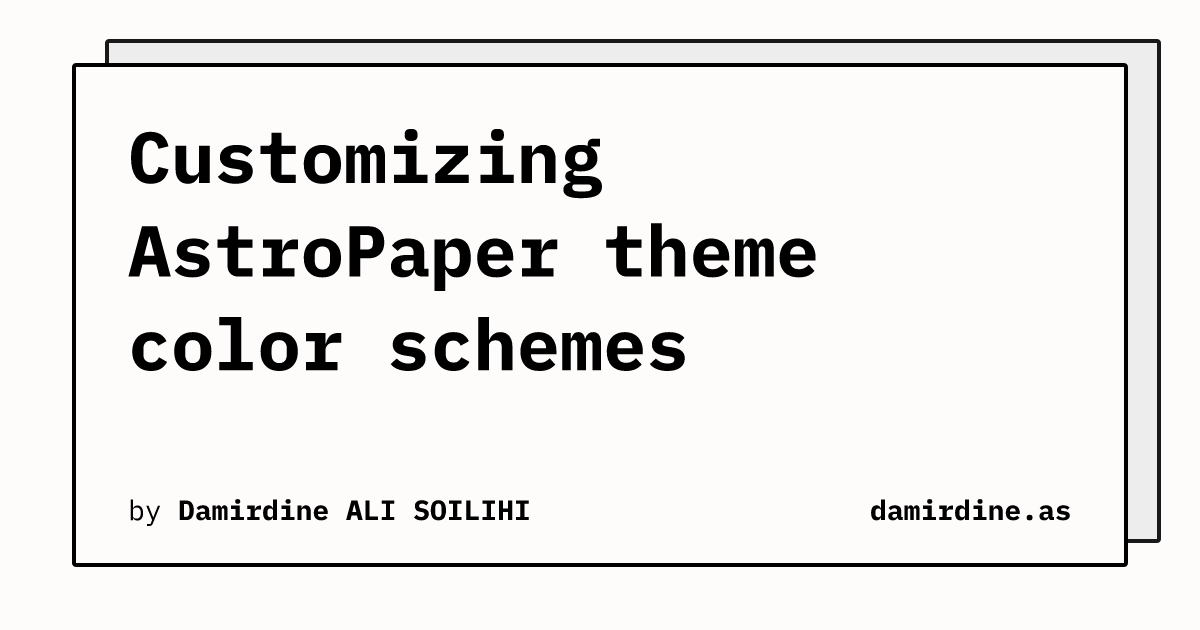 Customizing
AstroPaper theme
color schemes
by Damirdine ALI SOILIHI
damirdine.as